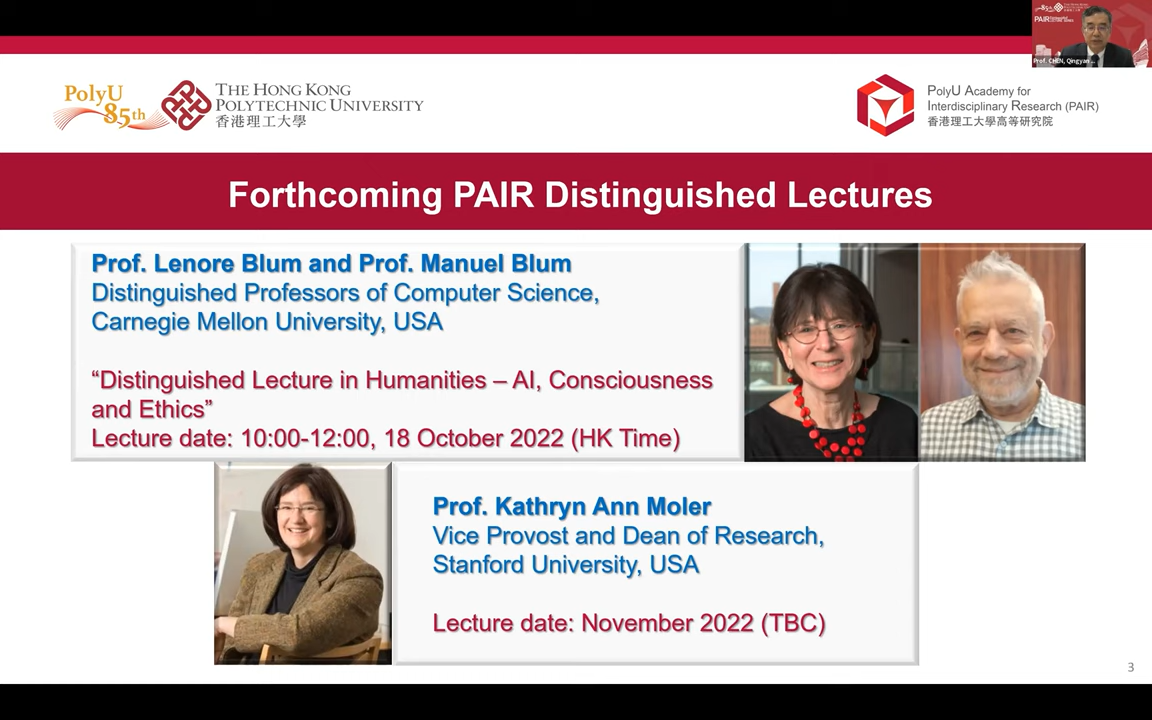 PolyU
85th
THE HONG KONG
POLYTECHNIC UNIVERSITY
香港理工大學
PolyU Academy for
Interdisciplinary Research (PAIR)
香港理工大學高等研究院
Prof. CHEN, Qingyan ...
Forthcoming PAIR Distinguished Lectures
Prof. Lenore Blum and Prof. Manuel Blum
Distinguished Professors of Computer Science,
Carnegie Mellon University, USA
“Distinguished Lecture in Humanities – AI, Consciousness
and Ethics”
Lecture date: 10:00-12:00, 18 October 2022 (HK Time)
Prof. Kathryn Ann Moler
Vice Provost and Dean of Research,
Stanford University, USA
Lecture date: November 2022 (TBC)
3